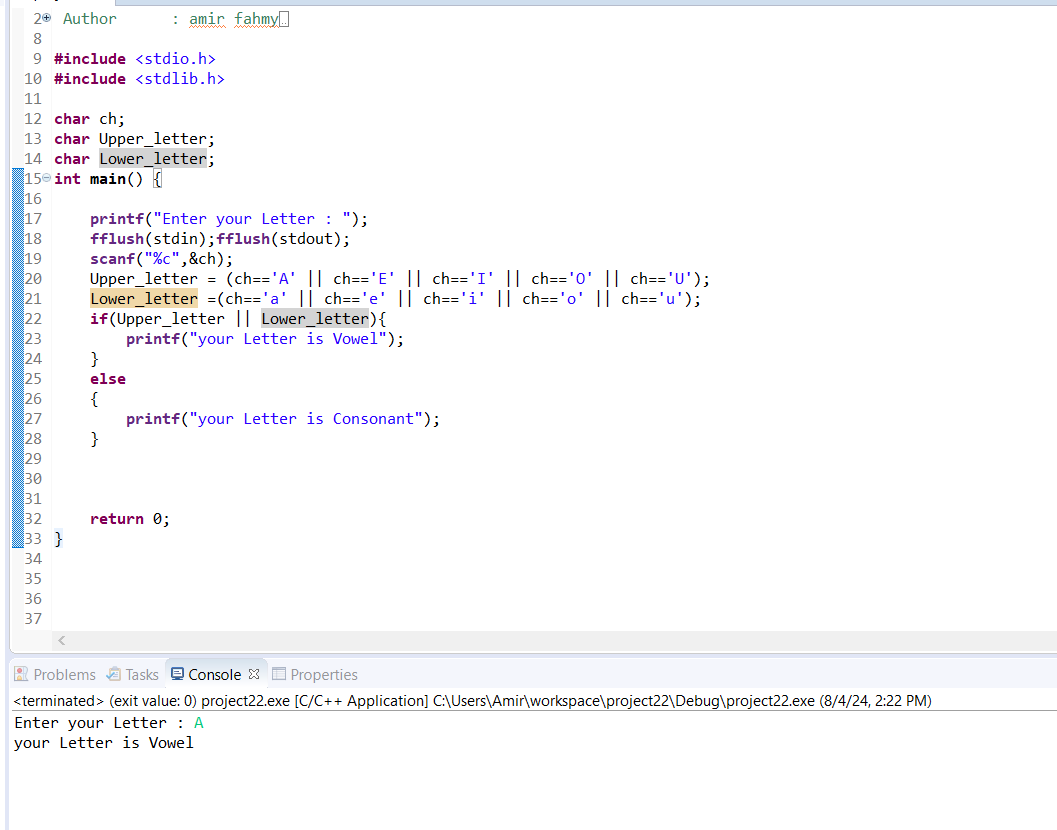 2 Author : amir fahmy
8
9 #include <stdio.h>
10 #include <stdlib.h>
11
12 char ch;
13 char Upper_letter;
14 char Lower_letter;
15 int main() {
16
17 printf("Enter your Letter : ");
18 fflush(stdin);fflush(stdout);
19 scanf("%c",&ch);
20 Upper_letter = (ch=='A' || ch=='E' || ch=='I' || ch=='O' || ch=='U');
21 Lower_letter =(ch=='a' || ch=='e' || ch=='i' || ch=='o' || ch=='u');
22 if(Upper_letter || Lower_letter){
23 printf("your Letter is Vowel");
24 }
25 else
26 {
27 printf("your Letter is Consonant");
28 }
29
30
31
32 return 0;
33 }
34
35
36
37
Problems Tasks Console Properties
<terminated> (exit value: 0) project22.exe [C/C++ Application] C:\Users\Amir\workspace\project22\Debug\project22.exe (8/4/24, 2:22 PM)
Enter your Letter : A
your Letter is Vowel